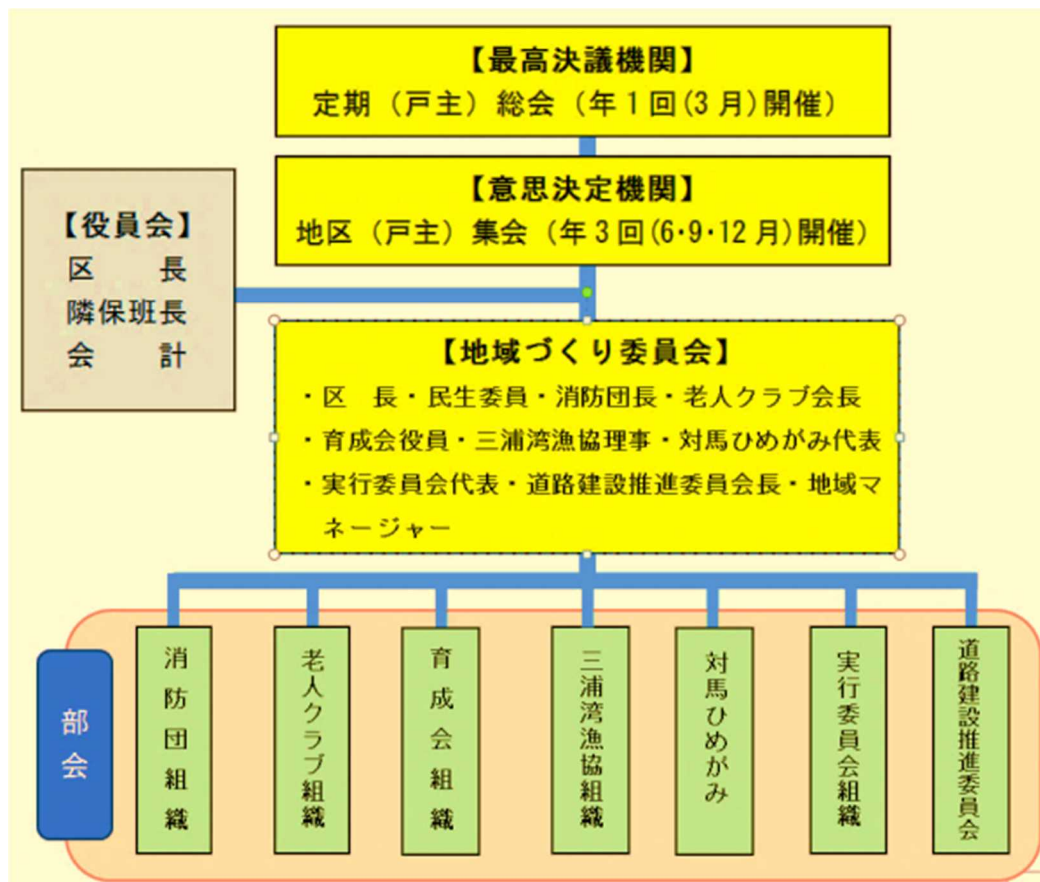 【最高決議機関】
定期（戸主）総会（年1回(3月)開催）
【意思決定機関】
地区（戸主）集会（年3回(6・9・12月)開催）
【役員会】
区　　長
隣保班長
会　　計
【地域づくり委員会】
・区　長・民生委員・消防団長・老人クラブ会長
・育成会役員・三浦湾漁協理事・対馬ひめがみ代表
・実行委員会代表・道路建設推進委員会長・地域マ
ネージャー
部会
消防団組織
老人クラブ組織
育成会組織
三浦湾漁協組織
対馬ひめがみ
実行委員会組織
道路建設推進委員会